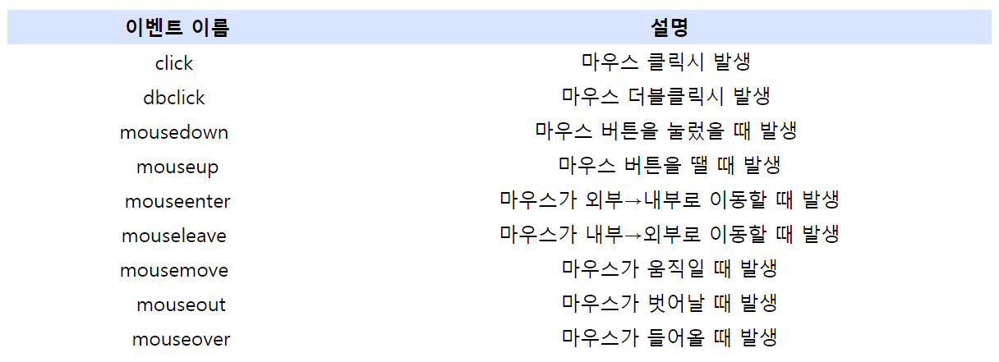 이벤트 이름 설명
click 마우스 클릭시 발생
dbclick 마우스 더블클릭시 발생
mousedown 마우스 버튼을 눌렀을 때 발생
mouseup 마우스 버튼을 땔 때 발생
mouseenter 마우스가 외부→내부로 이동할 때 발생
mouseleave 마우스가 내부→외부로 이동할 때 발생
mousemove 마우스가 움직일 때 발생
mouseout 마우스가 벗어날 때 발생
mouseover 마우스가 들어올 때 발생